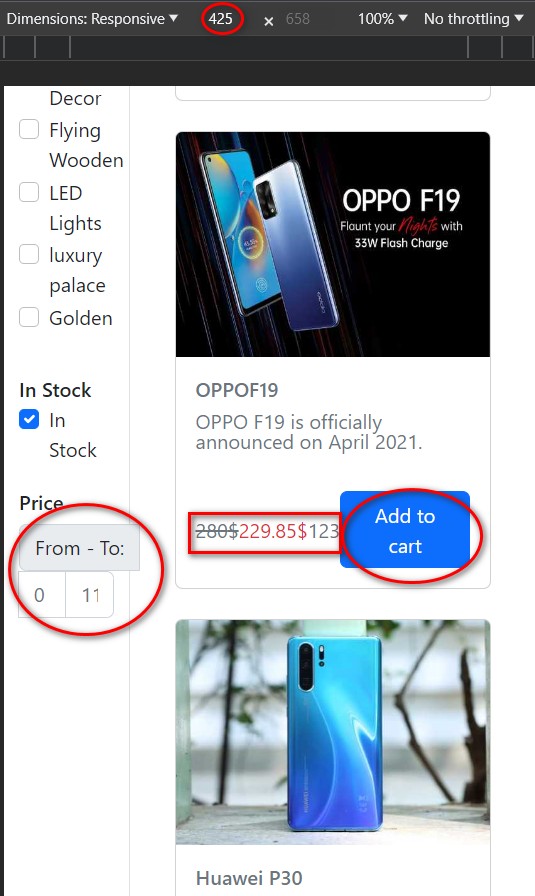 Dimensions: Responsive 425 × 658 100% No throttling
Decor
Flying
Wooden
LED
Lights
luxury
palace
Golden
In Stock
In
Stock
Price
From - To:
0 11
OPPO F19
Flaunt your Nights with
33W Flash Charge
OPPOF19
OPPO F19 is officially
announced on April 2021.
280$229.85$123
Add to
cart
Huawei P30